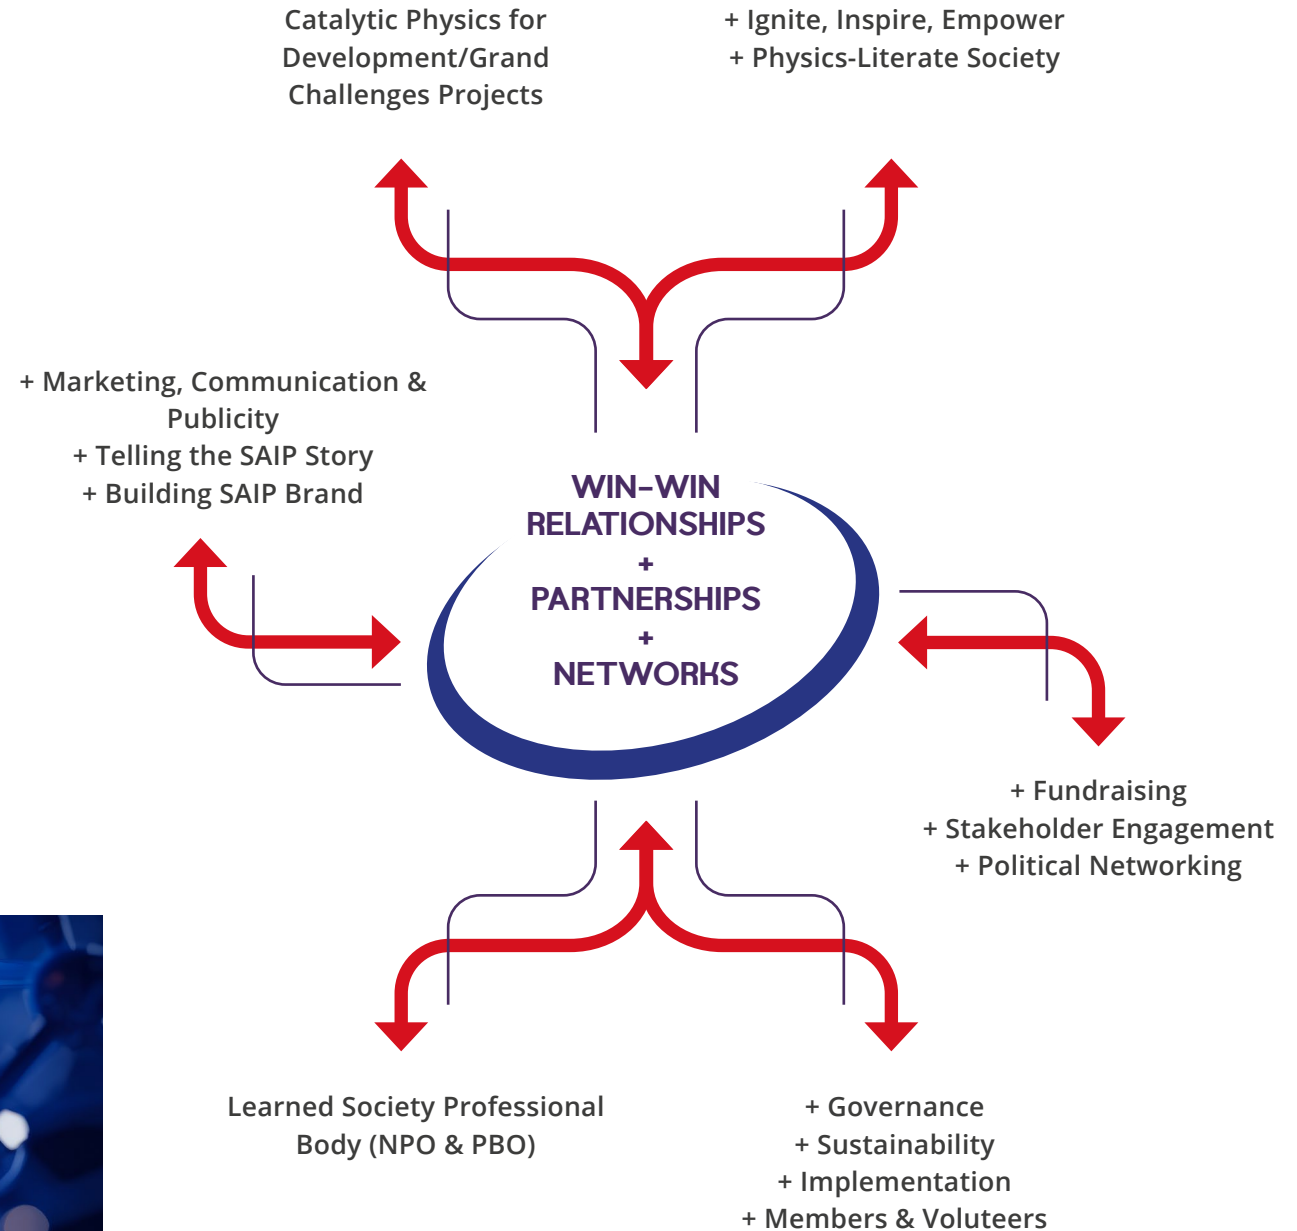 Catalytic Physics for
Development/Grand
Challenges Projects
+ Ignite, Inspire, Empower
+ Physics-Literate Society
+ Marketing, Communication &
Publicity
+ Telling the SAIP Story
+ Building SAIP Brand
WIN-WIN
RELATIONSHIPS
+
PARTNERSHIPS
+
NETWORKS
+ Fundraising
+ Stakeholder Engagement
+ Political Networking
Learned Society Professional
Body (NPO & PBO)
+ Governance
+ Sustainability
+ Implementation
+ Members & Voluteers